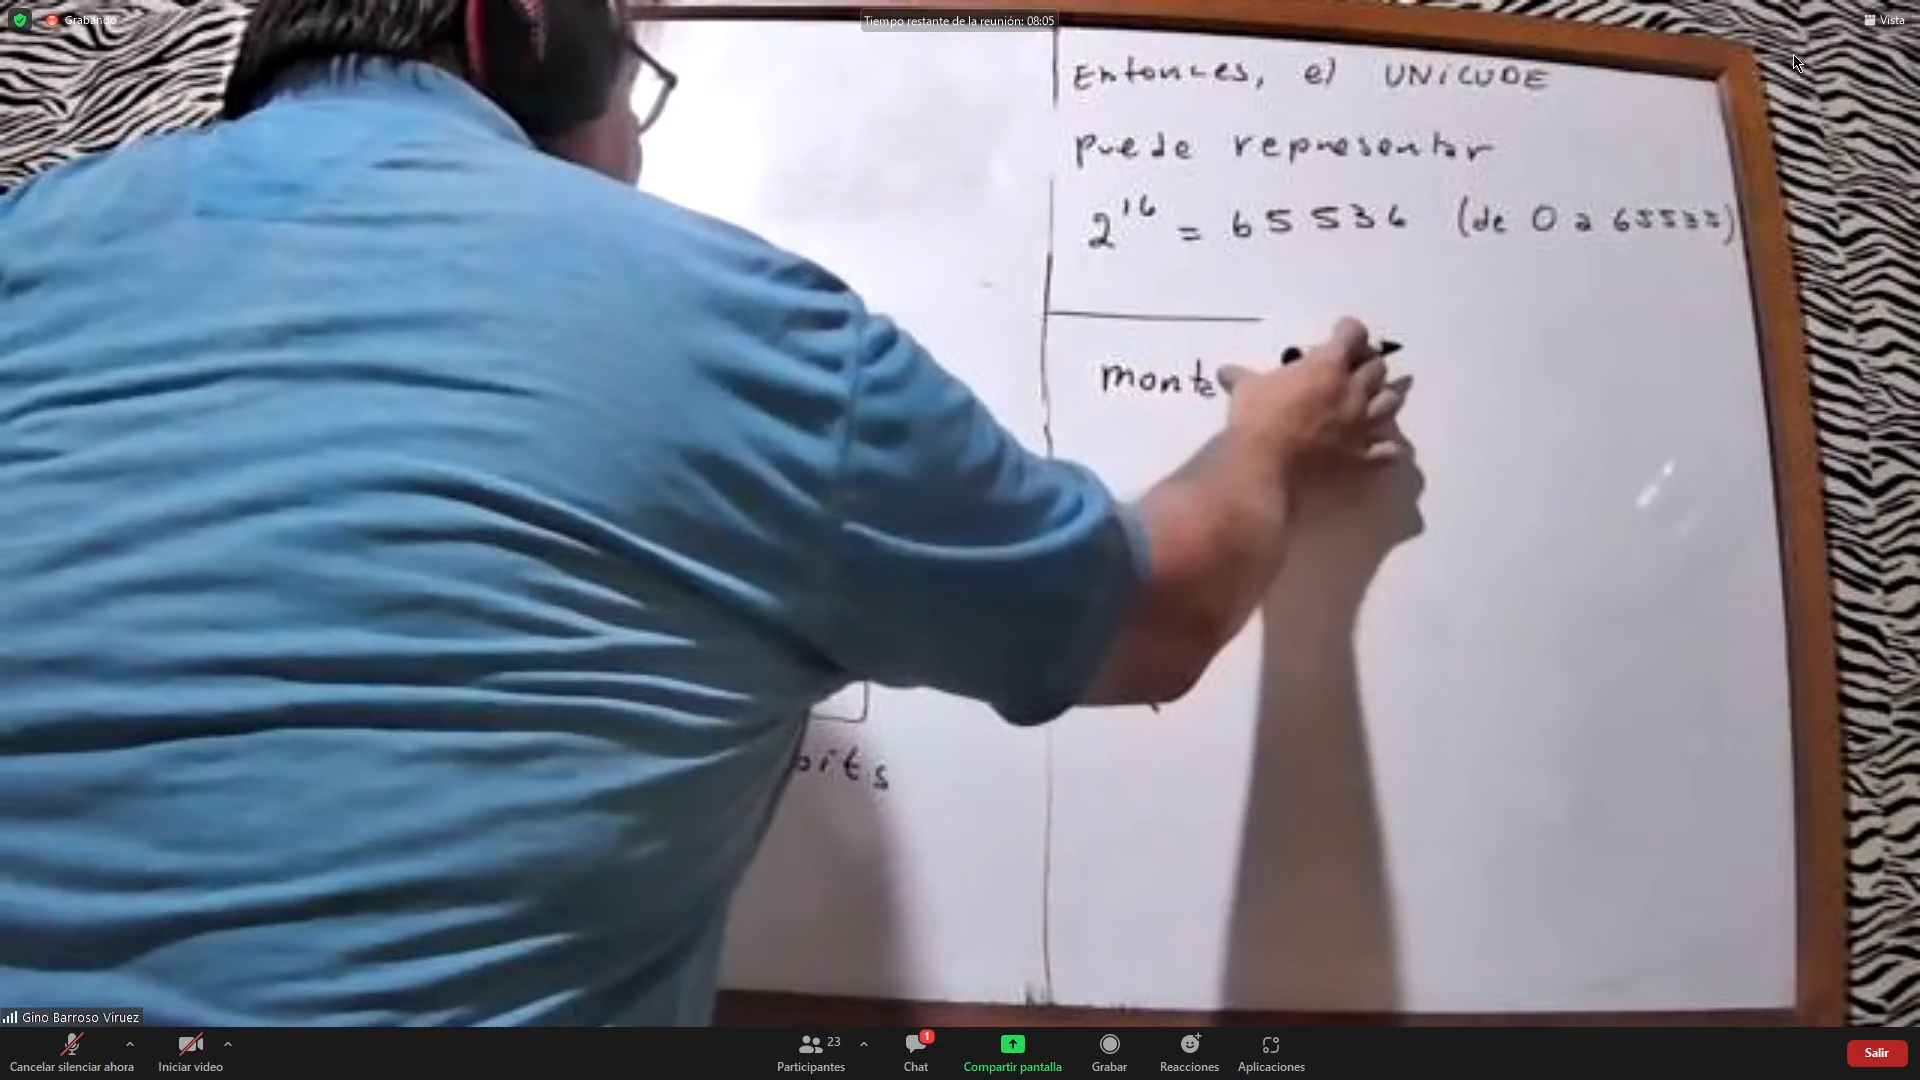 Grabando
Tiempo restante de la reunión: 08:05
Vista
Entonces, el UNICODE
puede representar
2^16 = 65536 (de 0 a 65535)
monte
bits
Gino Barroso Viruez
Cancelar silenciar ahora
Iniciar video
Participantes 23
Chat 1
Compartir pantalla
Grabar
Reacciones
Aplicaciones
Salir